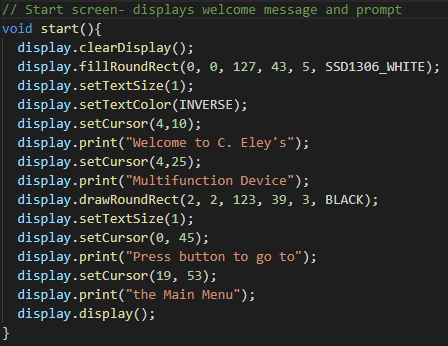 // Start screen- displays welcome message and prompt
void start(){
  display.clearDisplay();
  display.fillRoundRect(0, 0, 127, 43, 5, SSD1306_WHITE);
  display.setTextSize(1);
  display.setTextColor(INVERSE);
  display.setCursor(4,10);
  display.print("Welcome to C. Eley's");
  display.setCursor(4,25);
  display.print("Multifunction Device");
  display.drawRoundRect(2, 2, 123, 39, 3, BLACK);
  display.setTextSize(1);
  display.setCursor(0, 45);
  display.print("Press button to go to");
  display.setCursor(19, 53);
  display.print("the Main Menu");
  display.display();
}